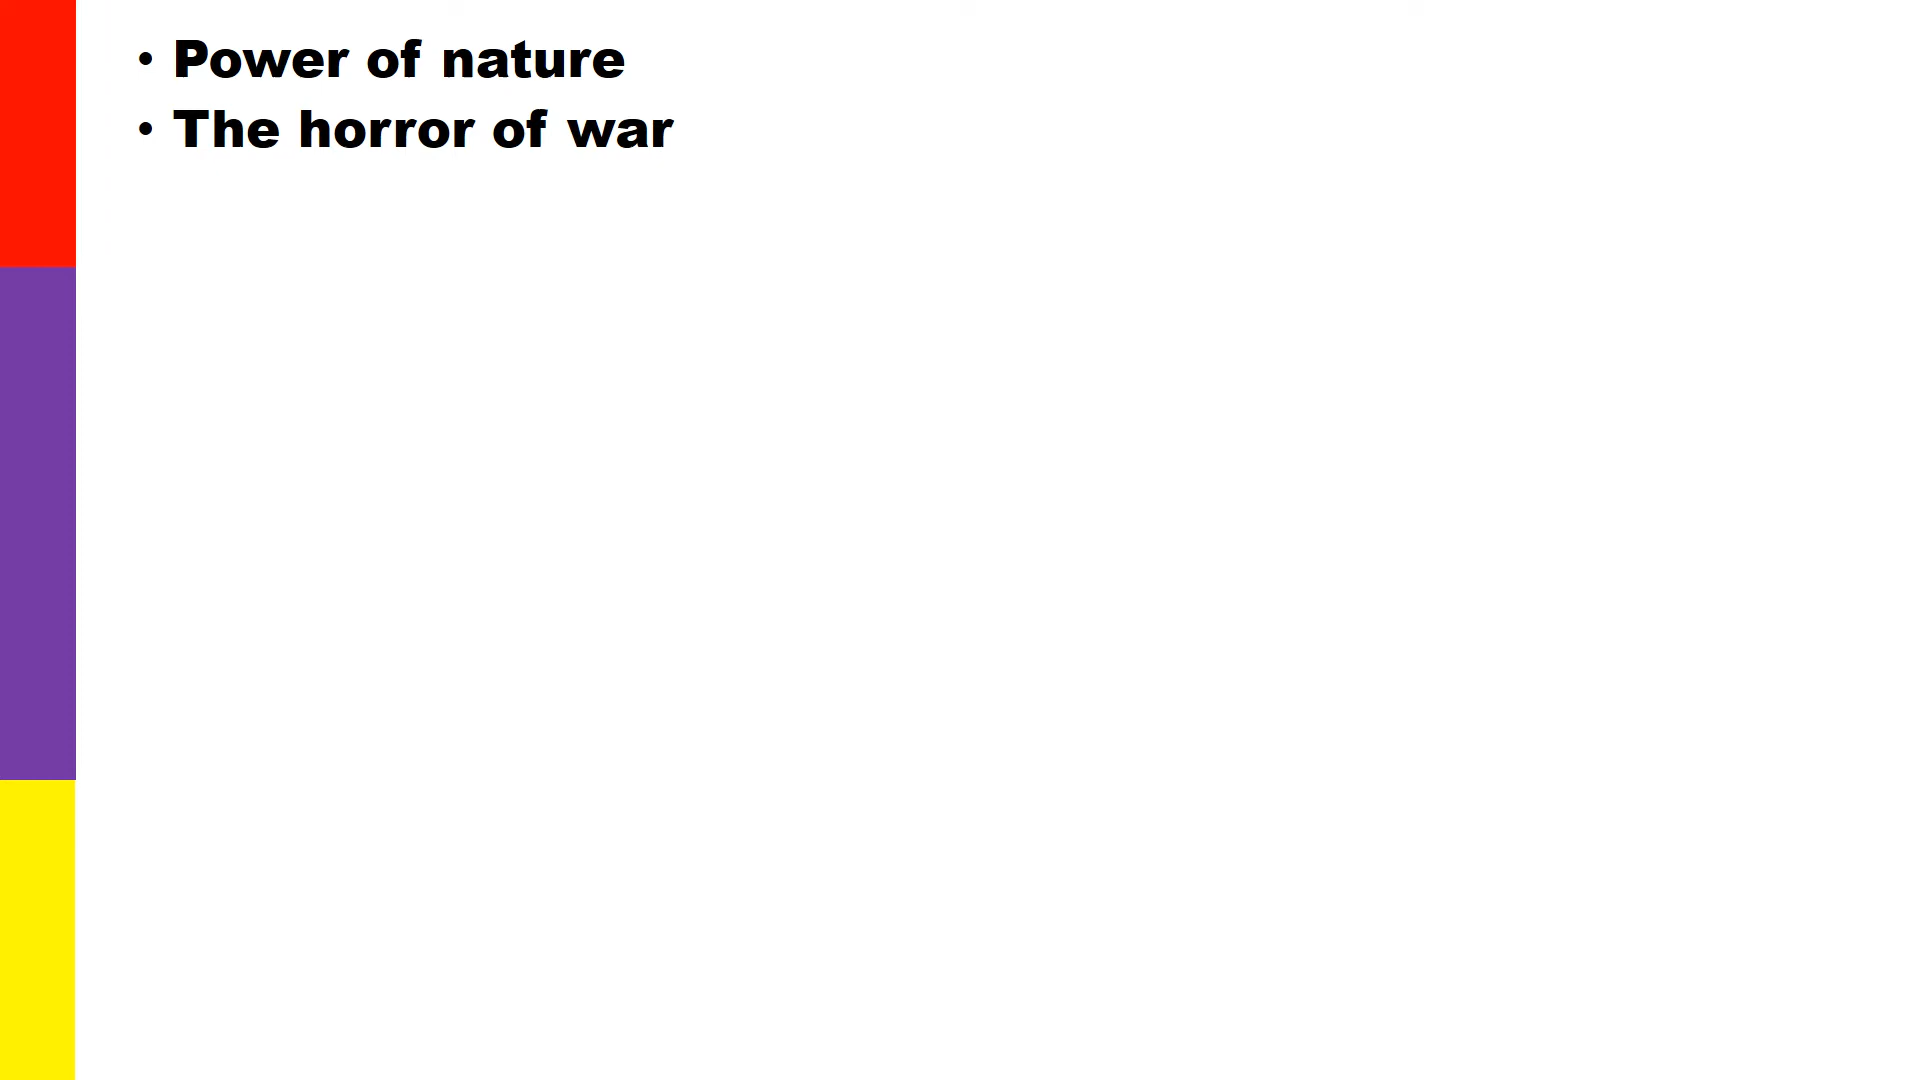 • Power of nature
• The horror of war